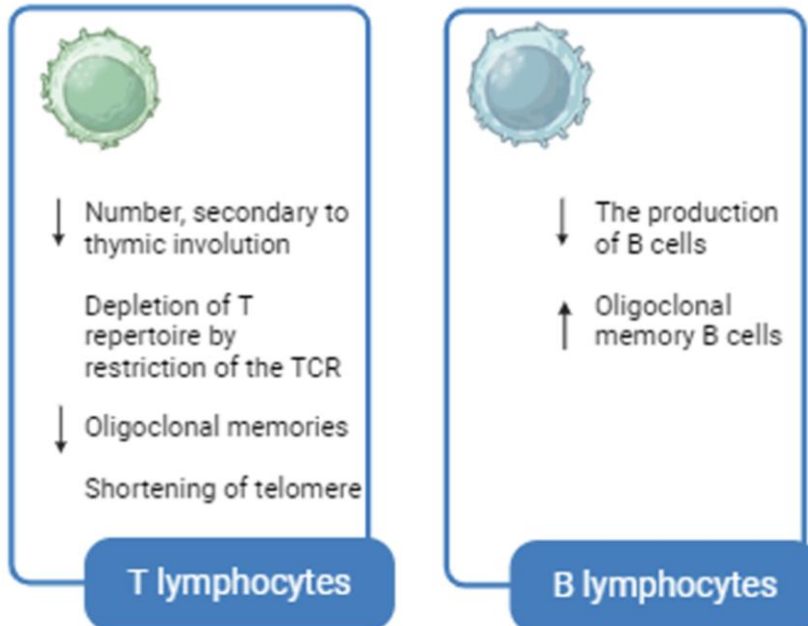 ↓ Number, secondary to
thymic involution
Depletion of T
repertoire by
restriction of the TCR
↓ Oligoclonal memories
Shortening of telomere
T lymphocytes
↓ The production
of B cells
↑ Oligoclonal
memory B cells
B lymphocytes